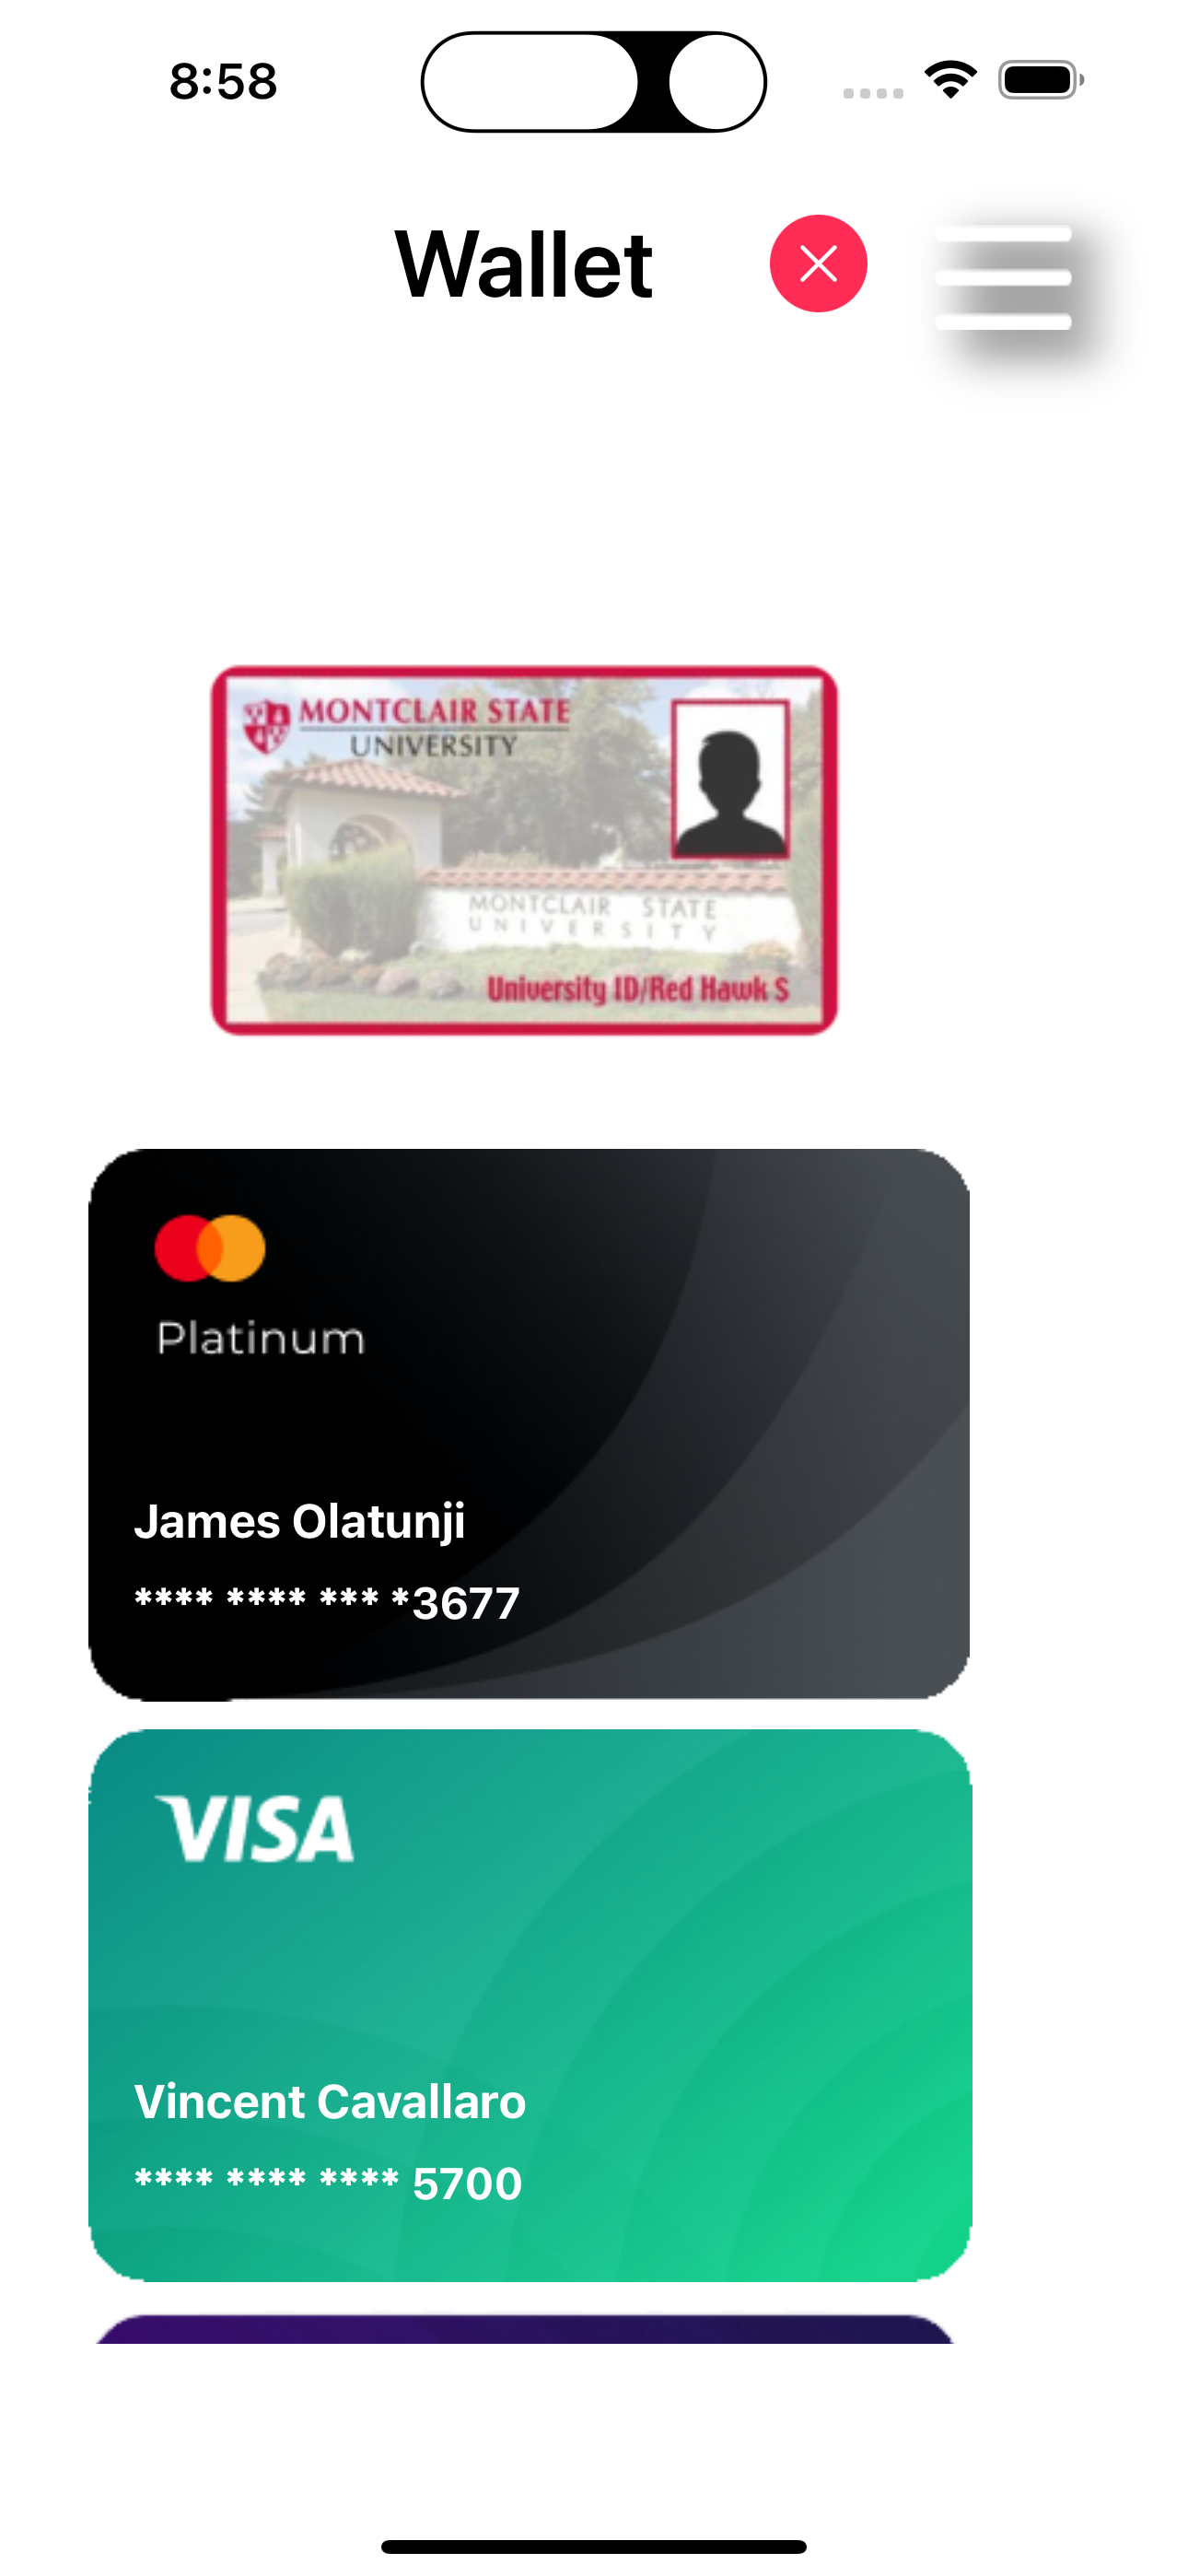 8:58
Wallet
MONTCLAIR STATE
UNIVERSITY
MONTCLAIR STATE
UNIVERSITY
University ID/Red Hawk $
Platinum
James Olatunji
**** **** *** *3677
VISA
Vincent Cavallaro
**** **** **** 5700